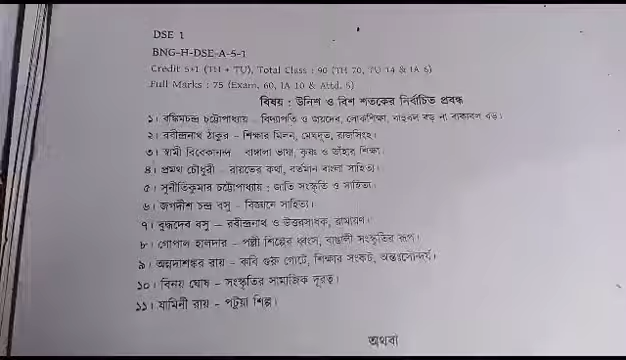 DSE 1
BNG-H-DSE-A-5-1
Credit 5+1 (TH + TU), Total Class : 90 (TH 70, TU 14 & IA 6)
Full Marks : 75 (Exam. 60, IA 10 & Attd. 5)
বিষয় : উনিশ ও বিশ শতকের নির্বাচিত প্রবন্ধ
১। বঙ্কিমচন্দ্র চট্টোপাধ্যায় – বিদ্যাপতি ও জয়দেব, লোকশিক্ষা, বাহুবল বড় না বাক্যবল বড়।
২। রবীন্দ্রনাথ ঠাকুর – শিক্ষার মিলন, মেঘদূত, রাজসিংহ।
৩। স্বামী বিবেকানন্দ – বাঙ্গালা ভাষা, কৃষ্ণ ও তাঁহার শিক্ষা।
৪। প্রমথ চৌধুরী – রায়তের কথা, বর্তমান বাংলা সাহিত্য।
৫। সুনীতিকুমার চট্টোপাধ্যায় : জাতি সংস্কৃতি ও সাহিত্য।
৬। জগদীশ চন্দ্র বসু – বিজ্ঞানে সাহিত্য।
৭। বুদ্ধদেব বসু – রবীন্দ্রনাথ ও উত্তরসাধক, রামায়ণ।
৮। গোপাল হালদার – পল্লী শিল্পের ধ্বংস, বাঙালী সংস্কৃতির রূপ।
৯। অন্নদাশঙ্কর রায় – কবি গুরু গ্যেটে, শিক্ষার সংকট, অন্তঃসৌন্দর্য।
১০। বিনয় ঘোষ – সংস্কৃতির সামাজিক দূরত্ব।
১১। যামিনী রায় – পটুয়া শিল্প।
অথবা